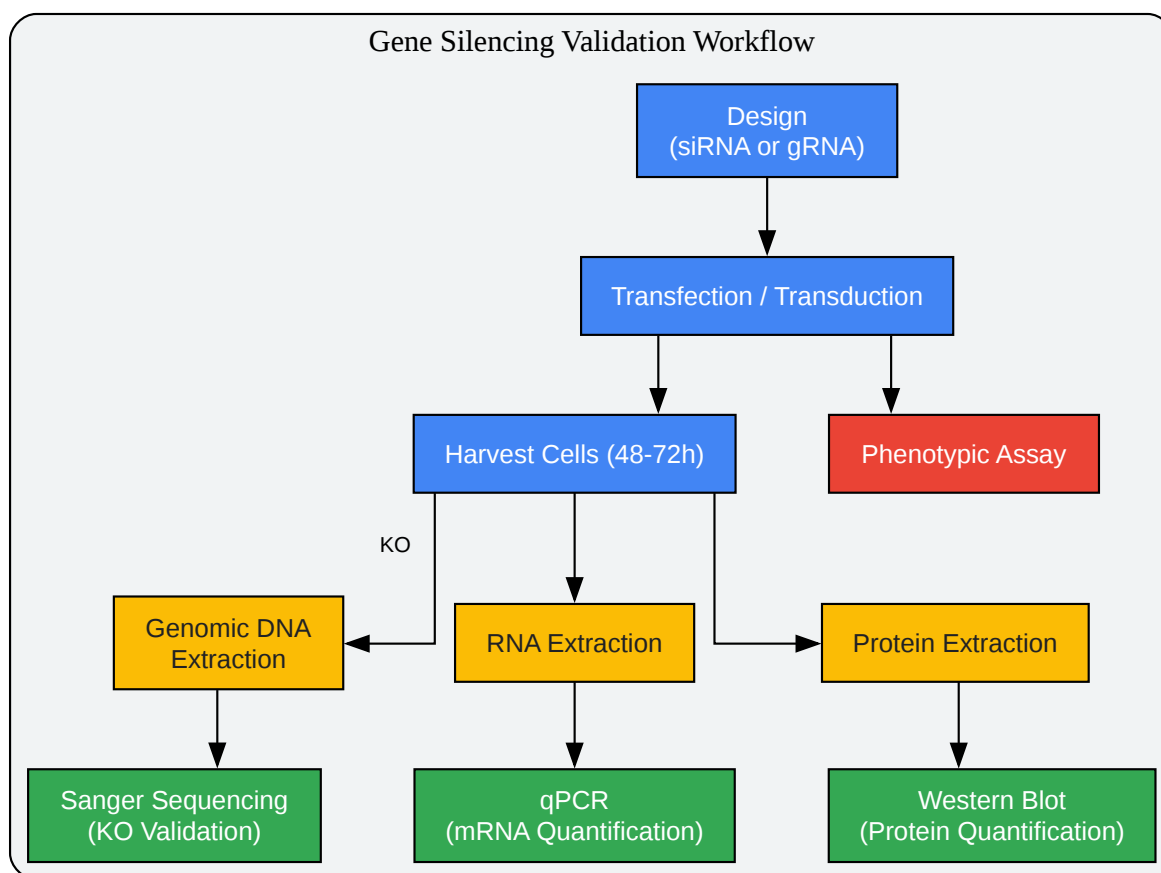 Gene Silencing Validation Workflow
Design
(siRNA or gRNA)
Transfection / Transduction
Harvest Cells (48-72h)
Phenotypic Assay
KO
Genomic DNA
Extraction
RNA Extraction
Protein Extraction
Sanger Sequencing
(KO Validation)
qPCR
(mRNA Quantification)
Western Blot
(Protein Quantification)